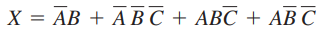 X = A̅B + A̅ B̅ C̅ + ABC̅ + AB̅ C̅